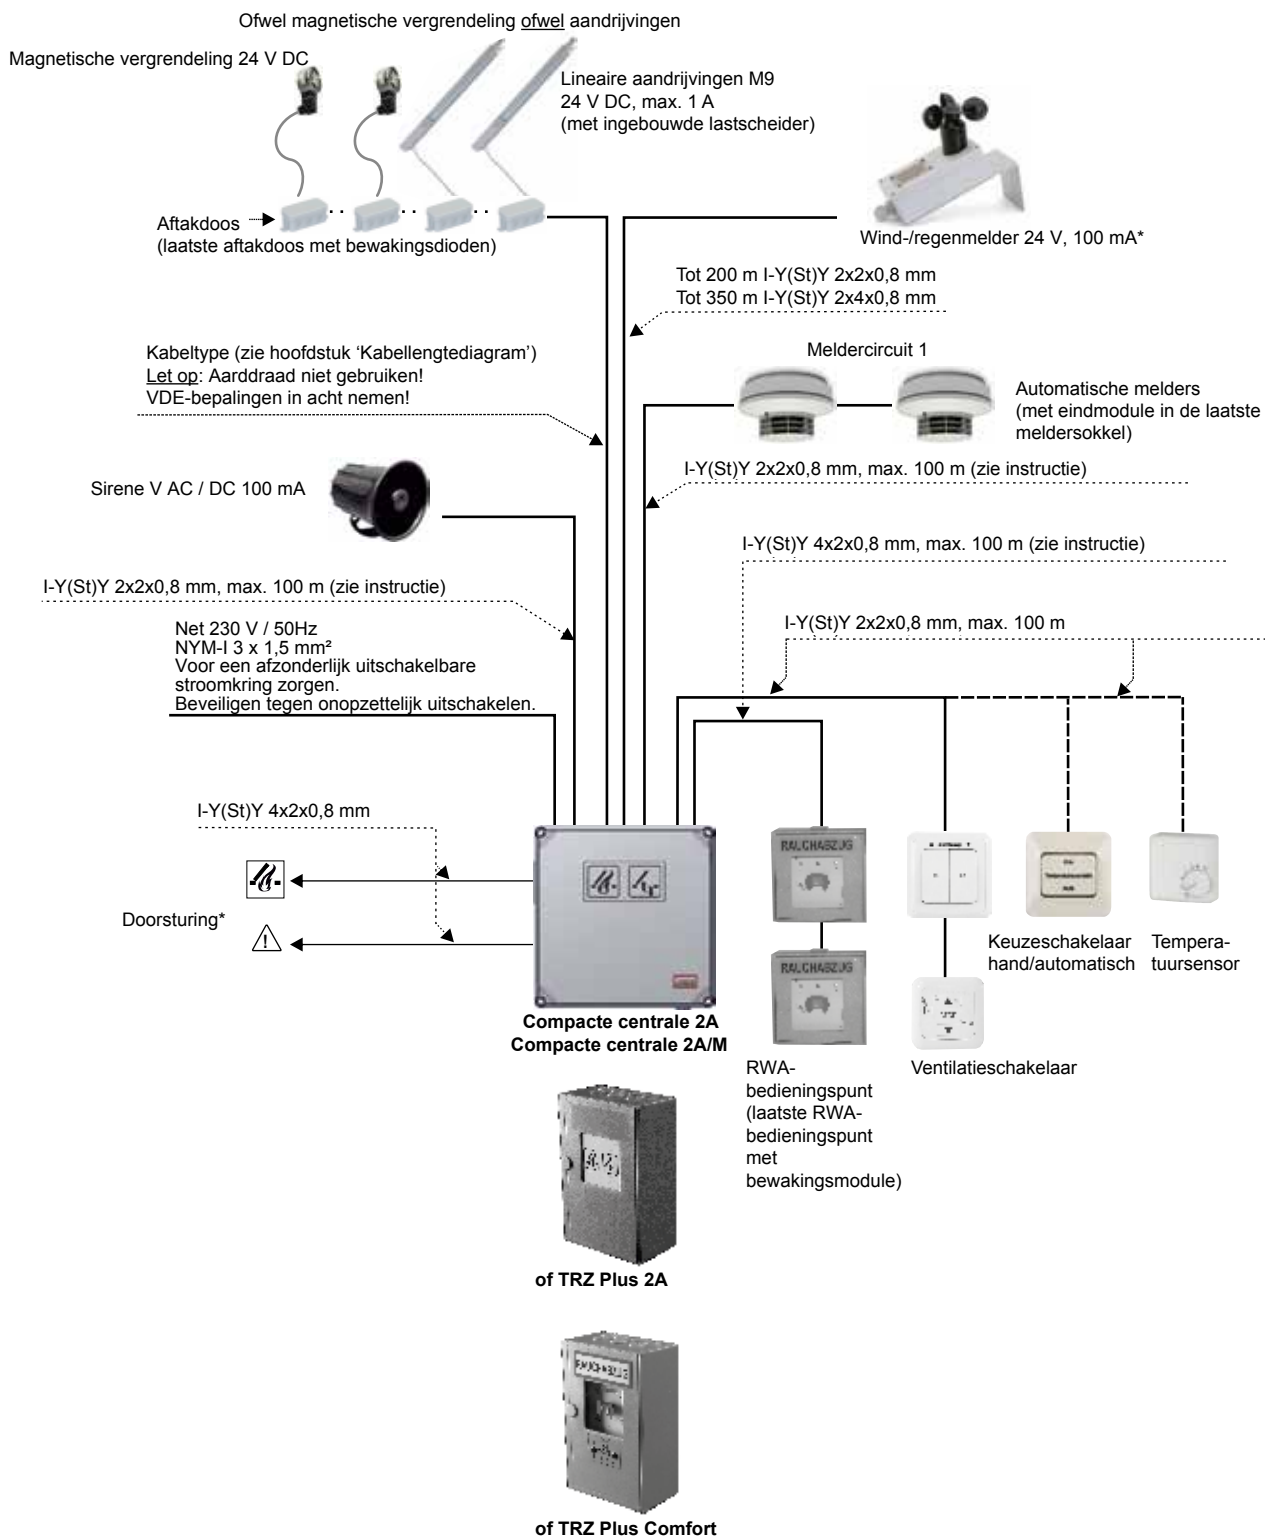 Ofwel magnetische vergrendeling ofwel aandrijvingen
Magnetische vergrendeling 24 V DC
Lineaire aandrijvingen M9
24 V DC, max. 1 A
(met ingebouwde lastscheider)
Aftakdoos
(laatste aftakdoos met bewakingsdioden)
Wind-/regenmelder 24 V, 100 mA*
Tot 200 m I-Y(St)Y 2x2x0,8 mm
Tot 350 m I-Y(St)Y 2x4x0,8 mm
Kabeltype (zie hoofdstuk ‘Kabellengtediagram’)
Let op: Aarddraad niet gebruiken!
VDE-bepalingen in acht nemen!
Meldercircuit 1
Automatische melders
(met eindmodule in de laatste
meldersokkel)
I-Y(St)Y 2x2x0,8 mm, max. 100 m (zie instructie)
Sirene V AC / DC 100 mA
I-Y(St)Y 4x2x0,8 mm, max. 100 m (zie instructie)
I-Y(St)Y 2x2x0,8 mm, max. 100 m (zie instructie)
I-Y(St)Y 2x2x0,8 mm, max. 100 m
Net 230 V / 50Hz
NYM-I 3 x 1,5 mm²
Voor een afzonderlijk uitschakelbare
stroomkring zorgen.
Beveiligen tegen onopzettelijk uitschakelen.
I-Y(St)Y 4x2x0,8 mm
Doorsturing*
RAUCHABZUG
RAUCHABZUG
Keuzeschakelaar
hand/automatisch
Tempera-
tuursensor
Compacte centrale 2A
Compacte centrale 2A/M
RWA-
bedieningspunt
(laatste RWA-
bedieningspunt
met
bewakingsmodule)
Ventilatieschakelaar
of TRZ Plus 2A
RAUCHABZUG
of TRZ Plus Comfort